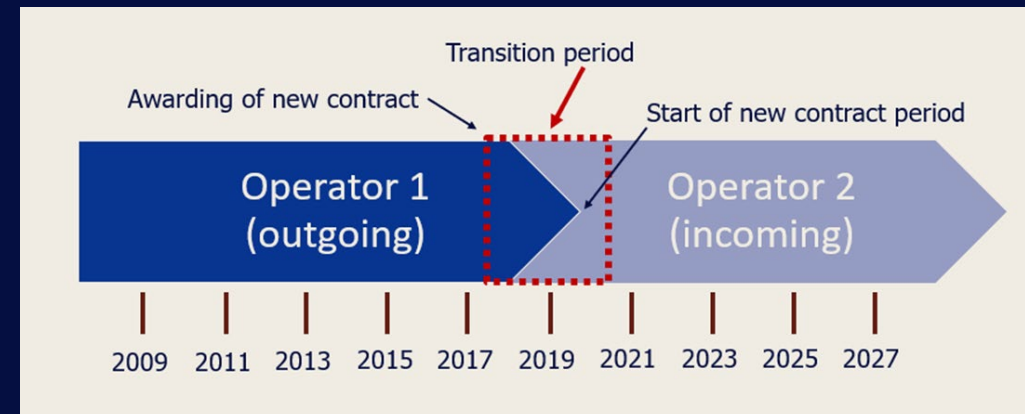 Transition period
Awarding of new contract
Start of new contract period
Operator 1
(outgoing)
Operator 2
(incoming)
2009 2011 2013 2015 2017 2019 2021 2023 2025 2027